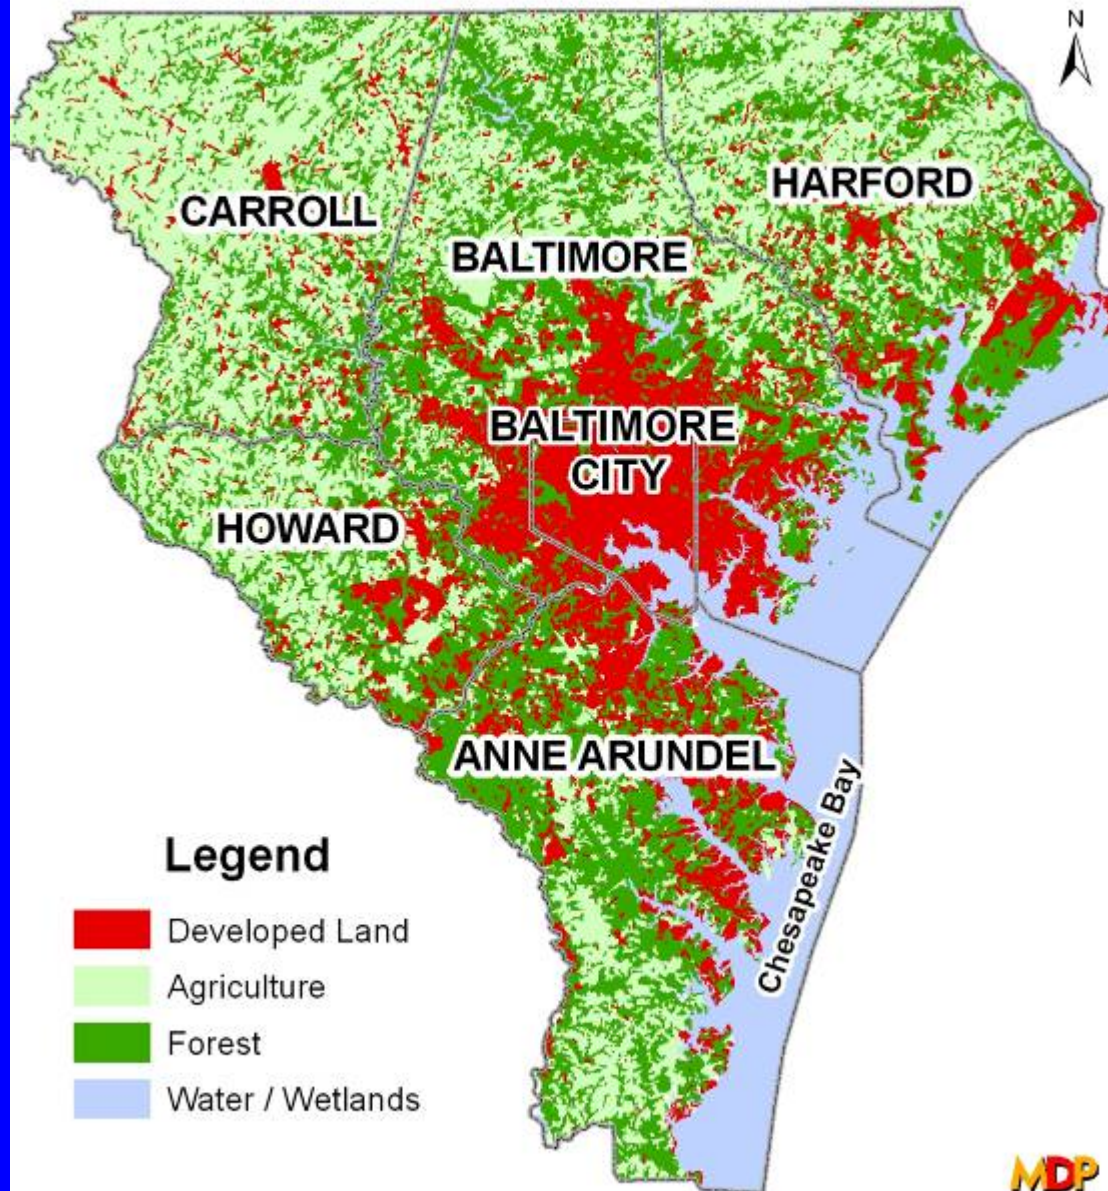 N
HARFORD
CARROLL
BALTIMORE
BALTIMORE
CITY
HOWARD
ANNE ARUNDEL
Chesapeake Bay
Legend
Developed Land
Agriculture
Forest
Water / Wetlands
MDP